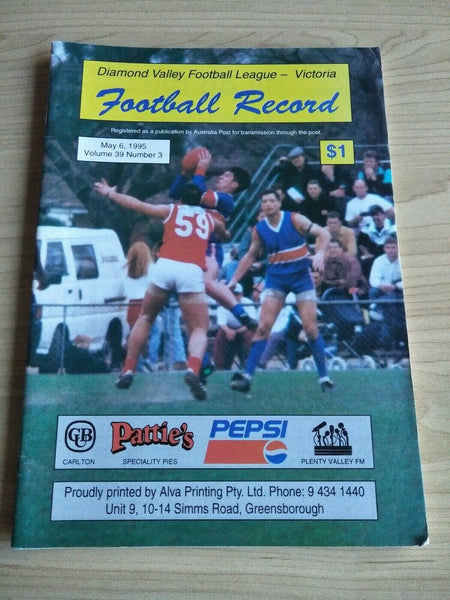 Diamond Valley Football League – Victoria
Football Record
Registered as a publication by Australia Post for transmission through the post.
May 6, 1995
Volume 39 Number 3
$1
59
CUB
CARLTON
Pattie's
SPECIALITY PIES
PEPSI
PLENTY VALLEY FM
Proudly printed by Alva Printing Pty. Ltd. Phone: 9 434 1440
Unit 9, 10-14 Simms Road, Greensborough